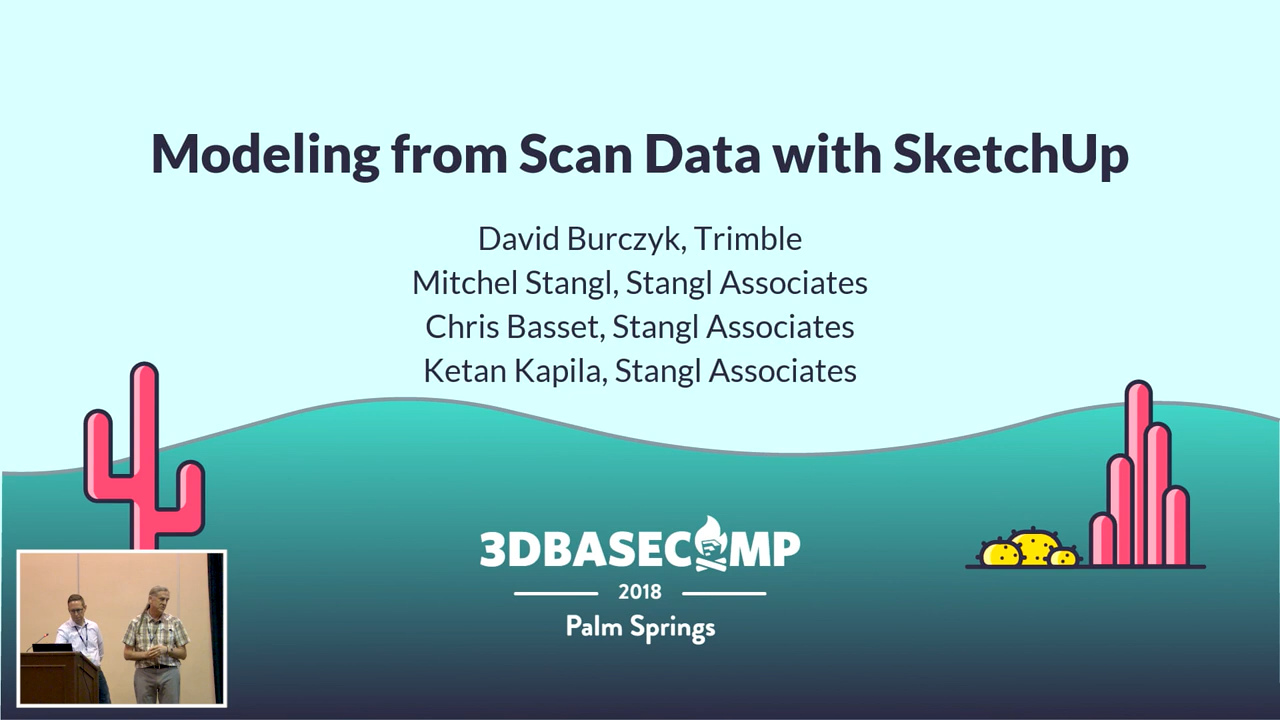 Modeling from Scan Data with SketchUp
David Burczyk, Trimble
Mitchel Stangl, Stangl Associates
Chris Basset, Stangl Associates
Ketan Kapila, Stangl Associates
3DBASECAMP
2018
Palm Springs